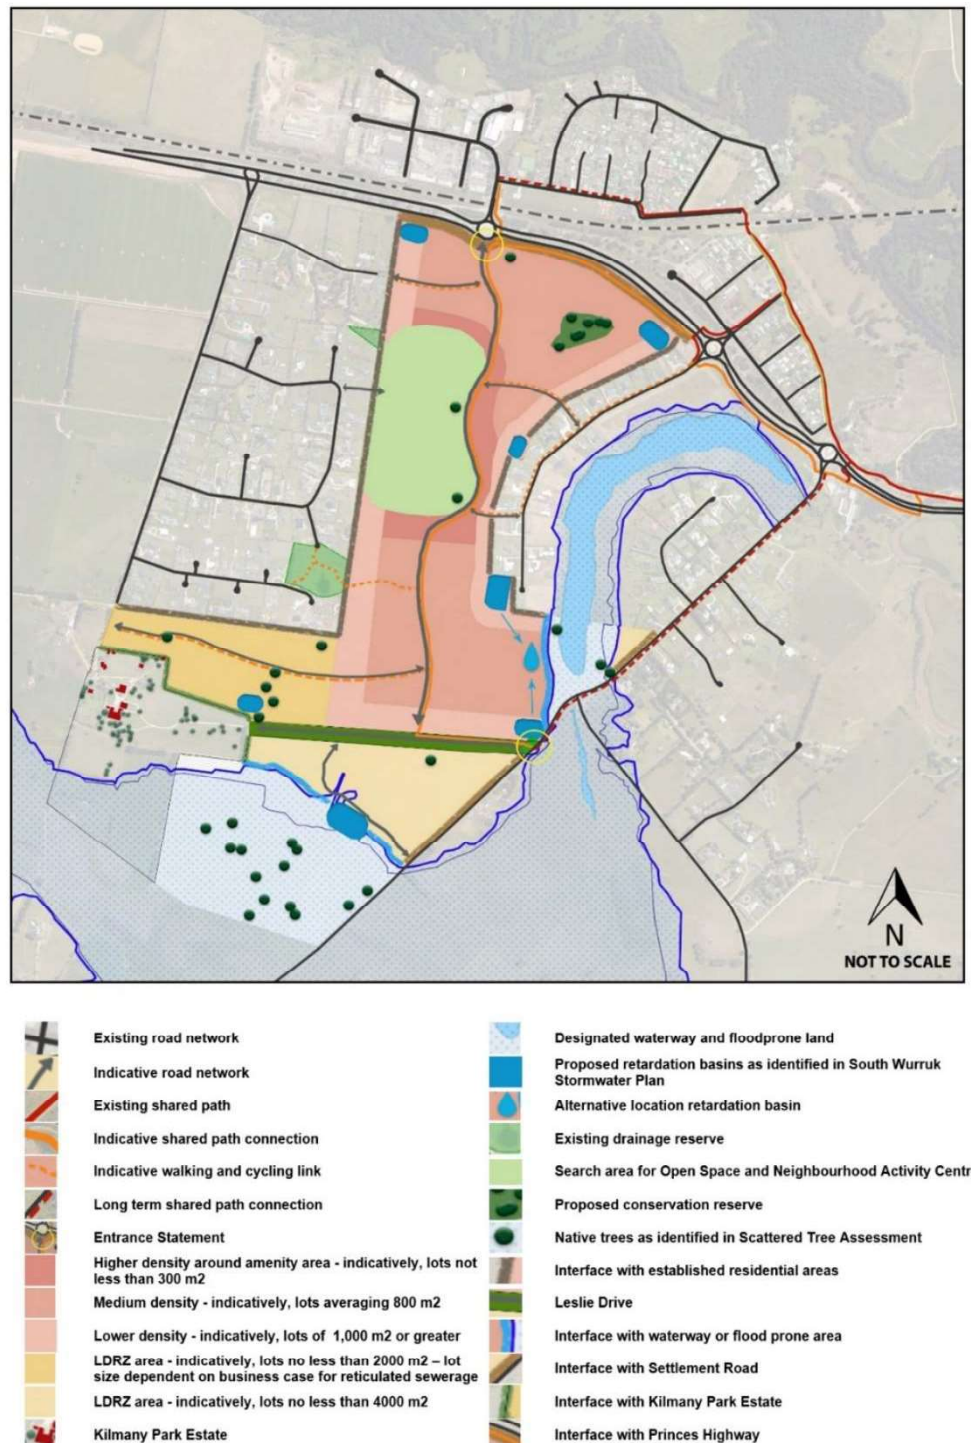 N
NOT TO SCALE
Existing road network
Indicative road network
Existing shared path
Indicative shared path connection
Indicative walking and cycling link
Long term shared path connection
Entrance Statement
Higher density around amenity area - indicatively, lots not
less than 300 m2
Medium density - indicatively, lots averaging 800 m2
Lower density - indicatively, lots of 1,000 m2 or greater
LDRZ area - indicatively, lots no less than 2000 m2 – lot
size dependent on business case for reticulated sewerage
LDRZ area - indicatively, lots no less than 4000 m2
Kilmany Park Estate
Designated waterway and floodprone land
Proposed retardation basins as identified in South Wurruk
Stormwater Plan
Alternative location retardation basin
Existing drainage reserve
Search area for Open Space and Neighbourhood Activity Centr
Proposed conservation reserve
Native trees as identified in Scattered Tree Assessment
Interface with established residential areas
Leslie Drive
Interface with waterway or flood prone area
Interface with Settlement Road
Interface with Kilmany Park Estate
Interface with Princes Highway